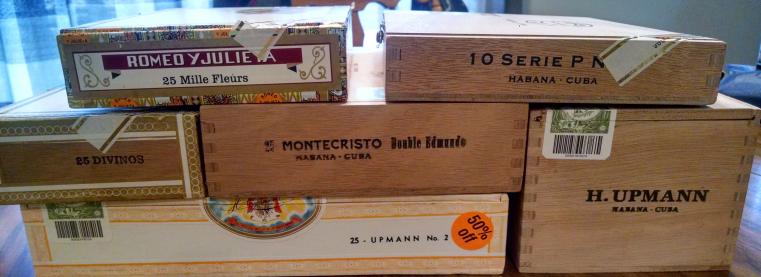 ROMEO Y JULIETA
25 Mille Fleurs
10 SERIE P N
HABANA · CUBA
25 DIVINOS
25 MONTECRISTO Double Edmundo
HABANA · CUBA
H. UPMANN
HABANA · CUBA
25 - UPMANN No. 2
50%
off